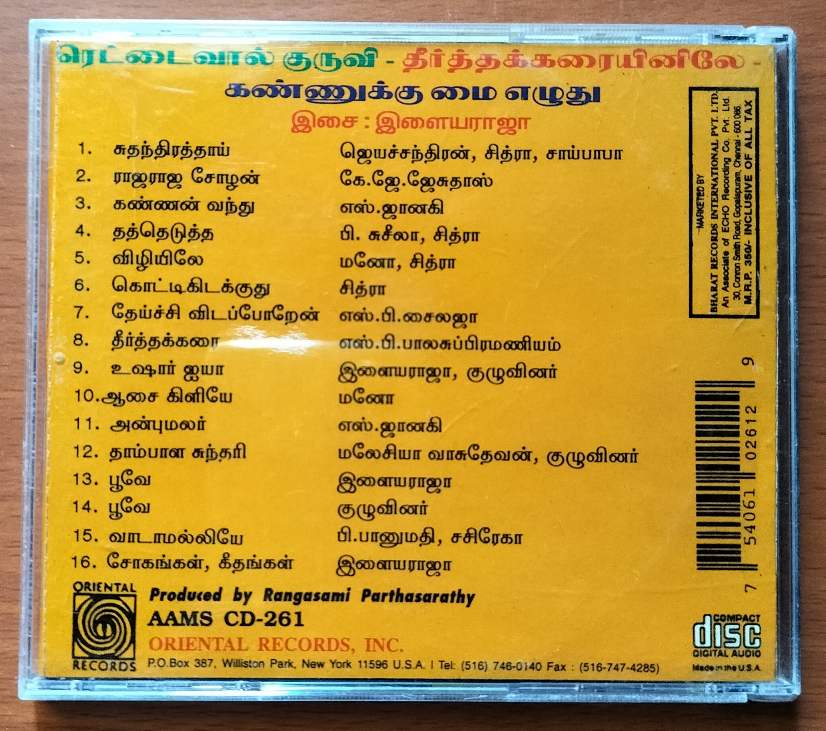 ரெட்டைவால் குருவி - தீர்த்தக்கரையினிலே -
கண்ணுக்கு மை எழுது
இசை : இளையராஜா
1. சுதந்திரத்தாய் ஜெயச்சந்திரன், சித்ரா, சாய்பாபா
2. ராஜராஜ சோழன் கே.ஜே.ஜேசுதாஸ்
3. கண்ணன் வந்து எஸ்.ஜானகி
4. தத்தெடுத்த பி. சுசீலா, சித்ரா
5. விழியிலே மனோ, சித்ரா
6. கொட்டிகிடக்குது சித்ரா
7. தேய்ச்சி விடப்போறேன் எஸ்.பி.சைலஜா
8. தீர்த்தக்கரை எஸ்.பி.பாலசுப்பிரமணியம்
9. உஷார் ஐயா இளையராஜா, குழுவினர்
10.ஆசை கிளியே மனோ
11. அன்புமலர் எஸ்.ஜானகி
12. தாம்பாள சுந்தரி மலேசியா வாசுதேவன், குழுவினர்
13. பூவே இளையராஜா
14. பூவே குழுவினர்
15. வாடாமல்லியே பி.பானுமதி, சசிரேகா
16. சோகங்கள், கீதங்கள் இளையராஜா
MARKETED BY
BHARAT RECORDS INTERNATIONAL PVT. LTD.
An Associate of ECHO Recording Co. Pvt. Ltd.
30, Conron Smith Road, Gopalapuram, Chennai - 600 086.
M.R.P. 350/- INCLUSIVE OF ALL TAX
7 54061 02612 9
ORIENTAL
RECORDS
Produced by Rangasami Parthasarathy
AAMS CD-261
ORIENTAL RECORDS, INC.
P.O.Box 387, Williston Park, New York 11596 U.S.A. I Tel: (516) 746-0140 Fax : (516-747-4285)
COMPACT
disc
DIGITAL AUDIO
Made in the U.S.A.